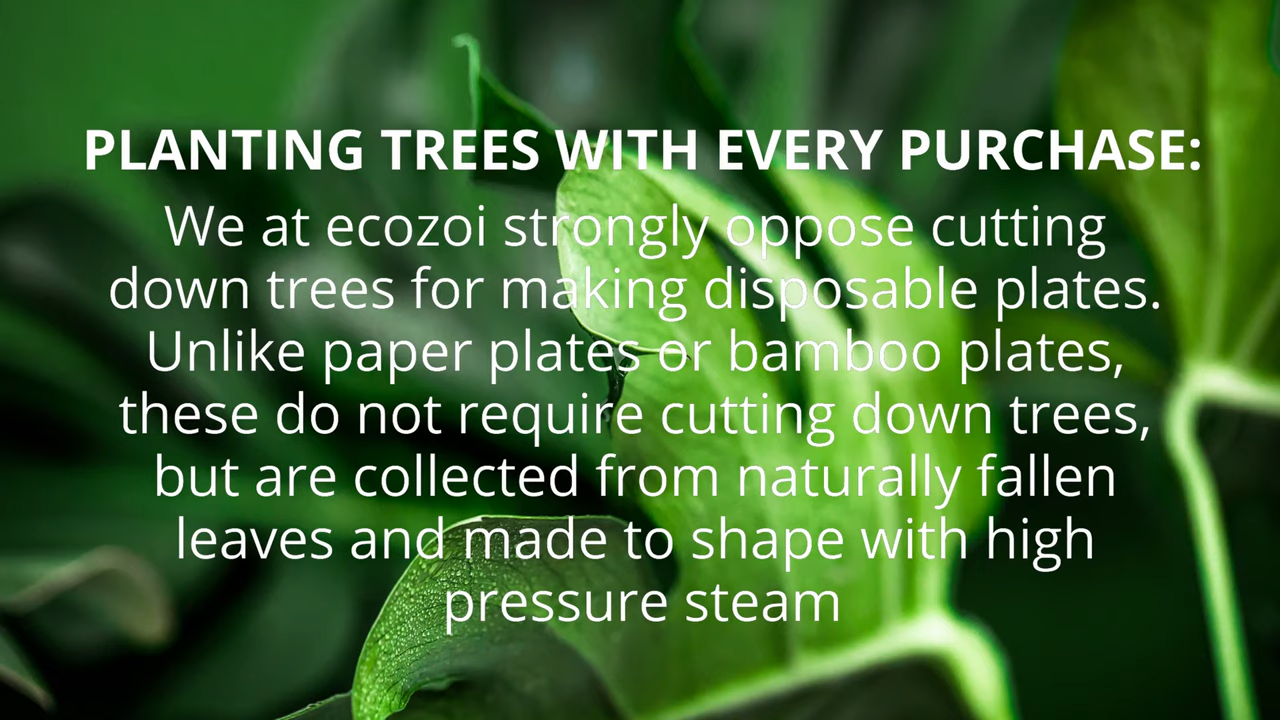 PLANTING TREES WITH EVERY PURCHASE:
We at ecozoi strongly oppose cutting
down trees for making disposable plates.
Unlike paper plates or bamboo plates,
these do not require cutting down trees,
but are collected from naturally fallen
leaves and made to shape with high
pressure steam